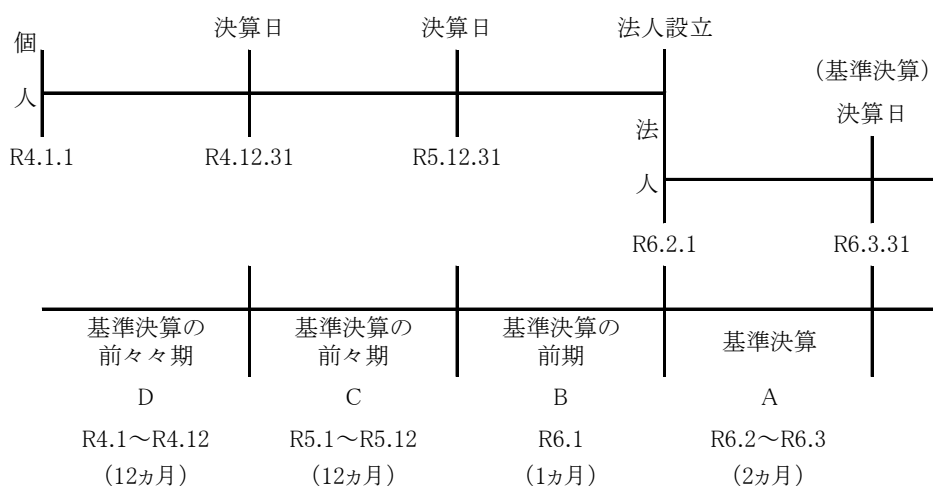 個人
決算日 決算日 法人設立
（基準決算）
決算日
R4.1.1 R4.12.31 R5.12.31
法人
R6.2.1 R6.3.31
基準決算の 基準決算の 基準決算の
前々々期 前々期 前期 基準決算
D C B A
R4.1～R4.12 R5.1～R5.12 R6.1 R6.2～R6.3
（12ヵ月） （12ヵ月） （1ヵ月） （2ヵ月）